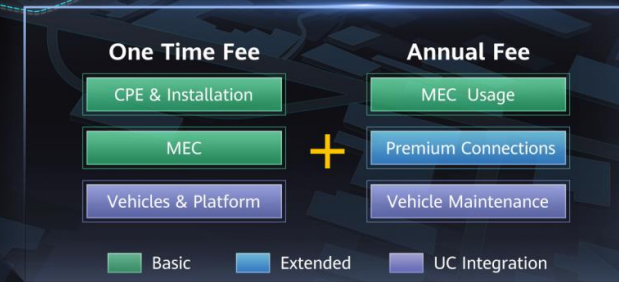 One Time Fee
Annual Fee
CPE & Installation
MEC Usage
MEC
+
Premium Connections
Vehicles & Platform
Vehicle Maintenance
Basic
Extended
UC Integration